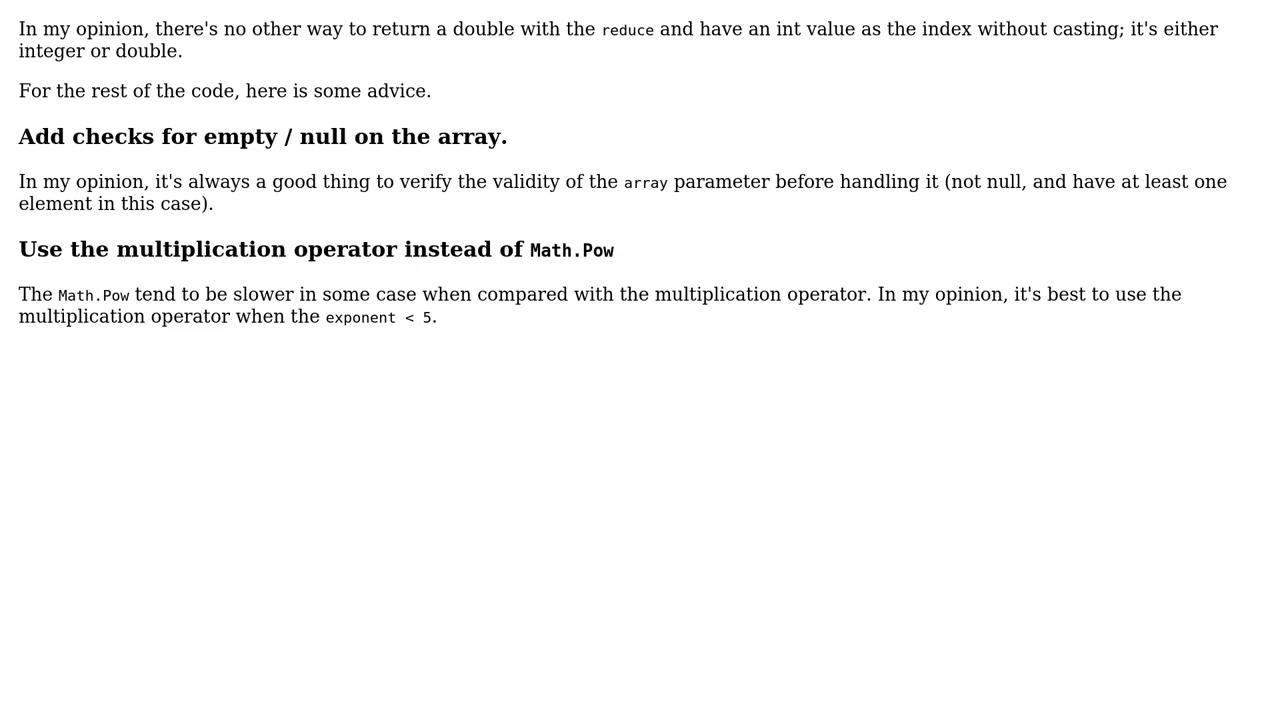 In my opinion, there's no other way to return a double with the reduce and have an int value as the index without casting; it's either
integer or double.
For the rest of the code, here is some advice.
Add checks for empty / null on the array.
In my opinion, it's always a good thing to verify the validity of the array parameter before handling it (not null, and have at least one
element in this case).
Use the multiplication operator instead of Math.Pow
The Math.Pow tend to be slower in some case when compared with the multiplication operator. In my opinion, it's best to use the
multiplication operator when the exponent < 5.